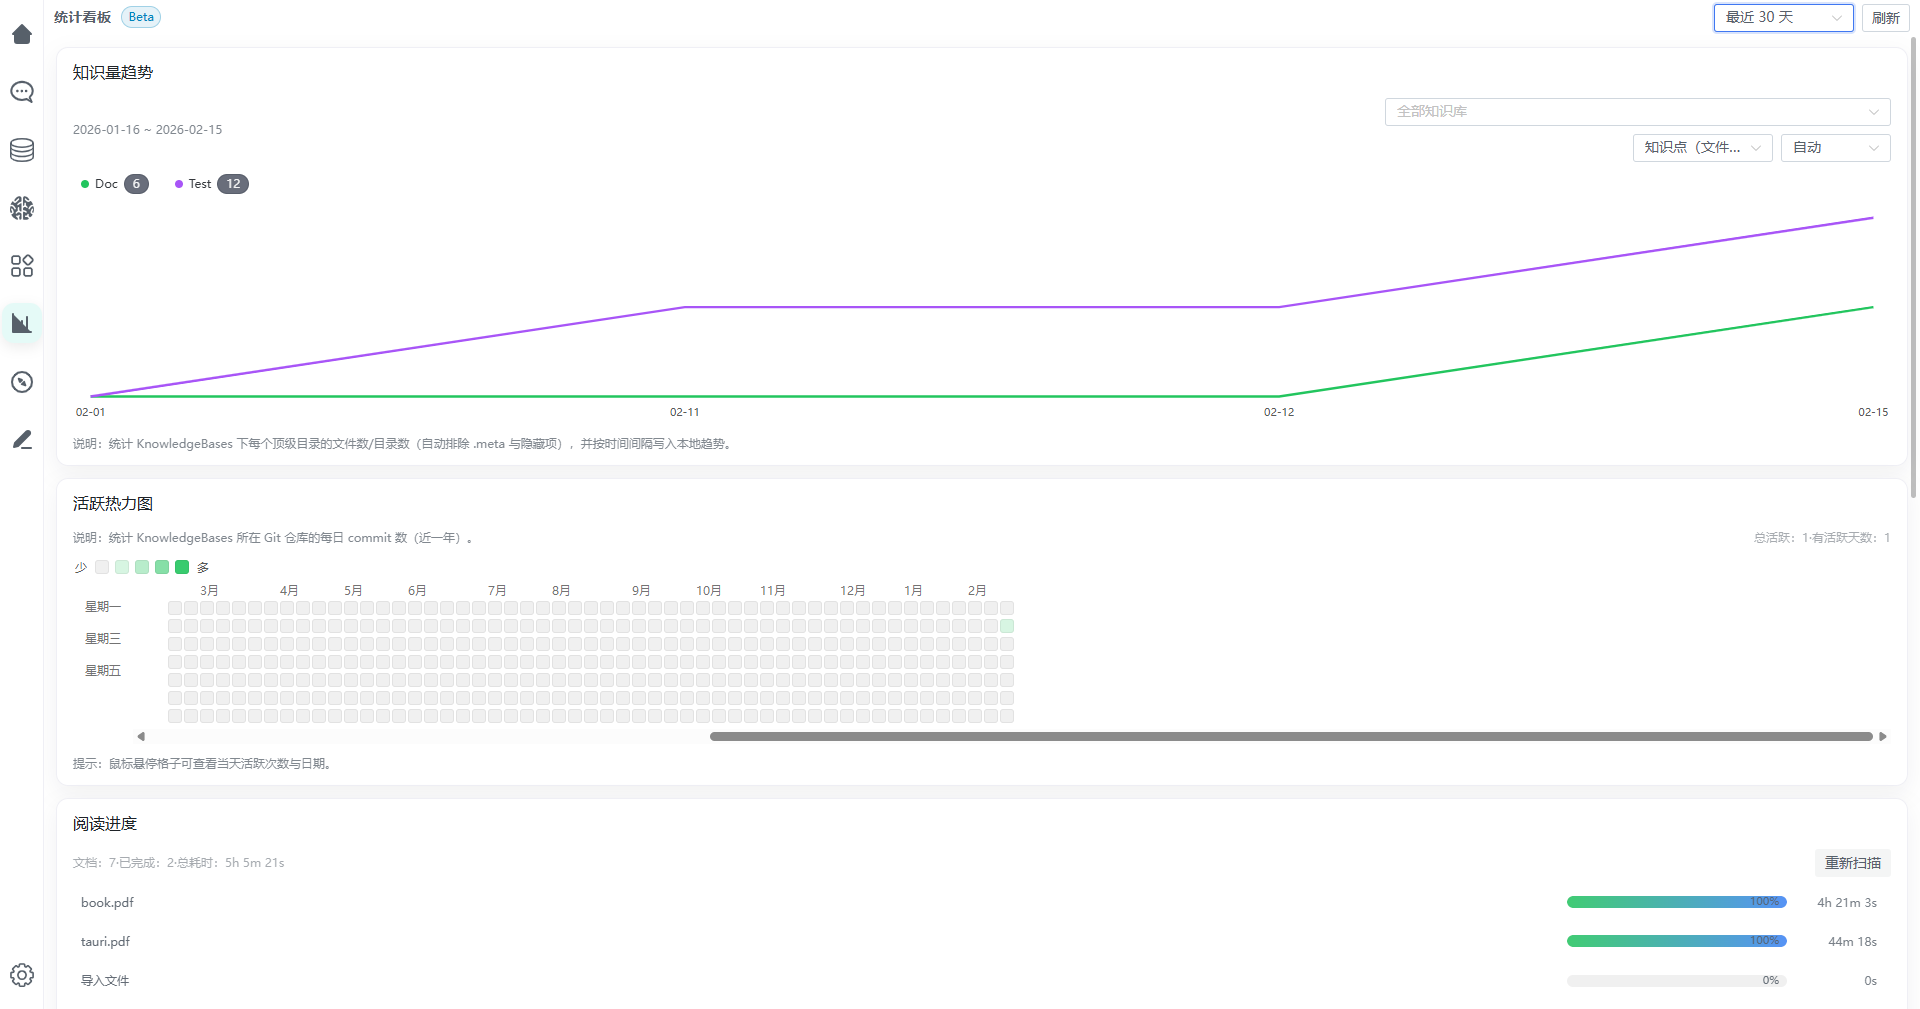 统计看板 Beta
最近 30 天
刷新
知识量趋势
全部知识库
2026-01-16 ~ 2026-02-15
知识点（文件...
自动
Doc 6
Test 12
02-01 02-11 02-12 02-15
说明：统计 KnowledgeBases 下每个顶级目录的文件数/目录数（自动排除 .meta 与隐藏项），并按时间间隔写入本地趋势。
活跃热力图
说明：统计 KnowledgeBases 所在 Git 仓库的每日 commit 数（近一年）。
总活跃：1·有活跃天数：1
少 多
3月 4月 5月 6月 7月 8月 9月 10月 11月 12月 1月 2月
星期一
星期三
星期五
提示：鼠标悬停格子可查看当天活跃次数与日期。
阅读进度
文档：7·已完成：2·总耗时：5h 5m 21s
重新扫描
book.pdf 100% 4h 21m 3s
tauri.pdf 100% 44m 18s
导入文件 0% 0s